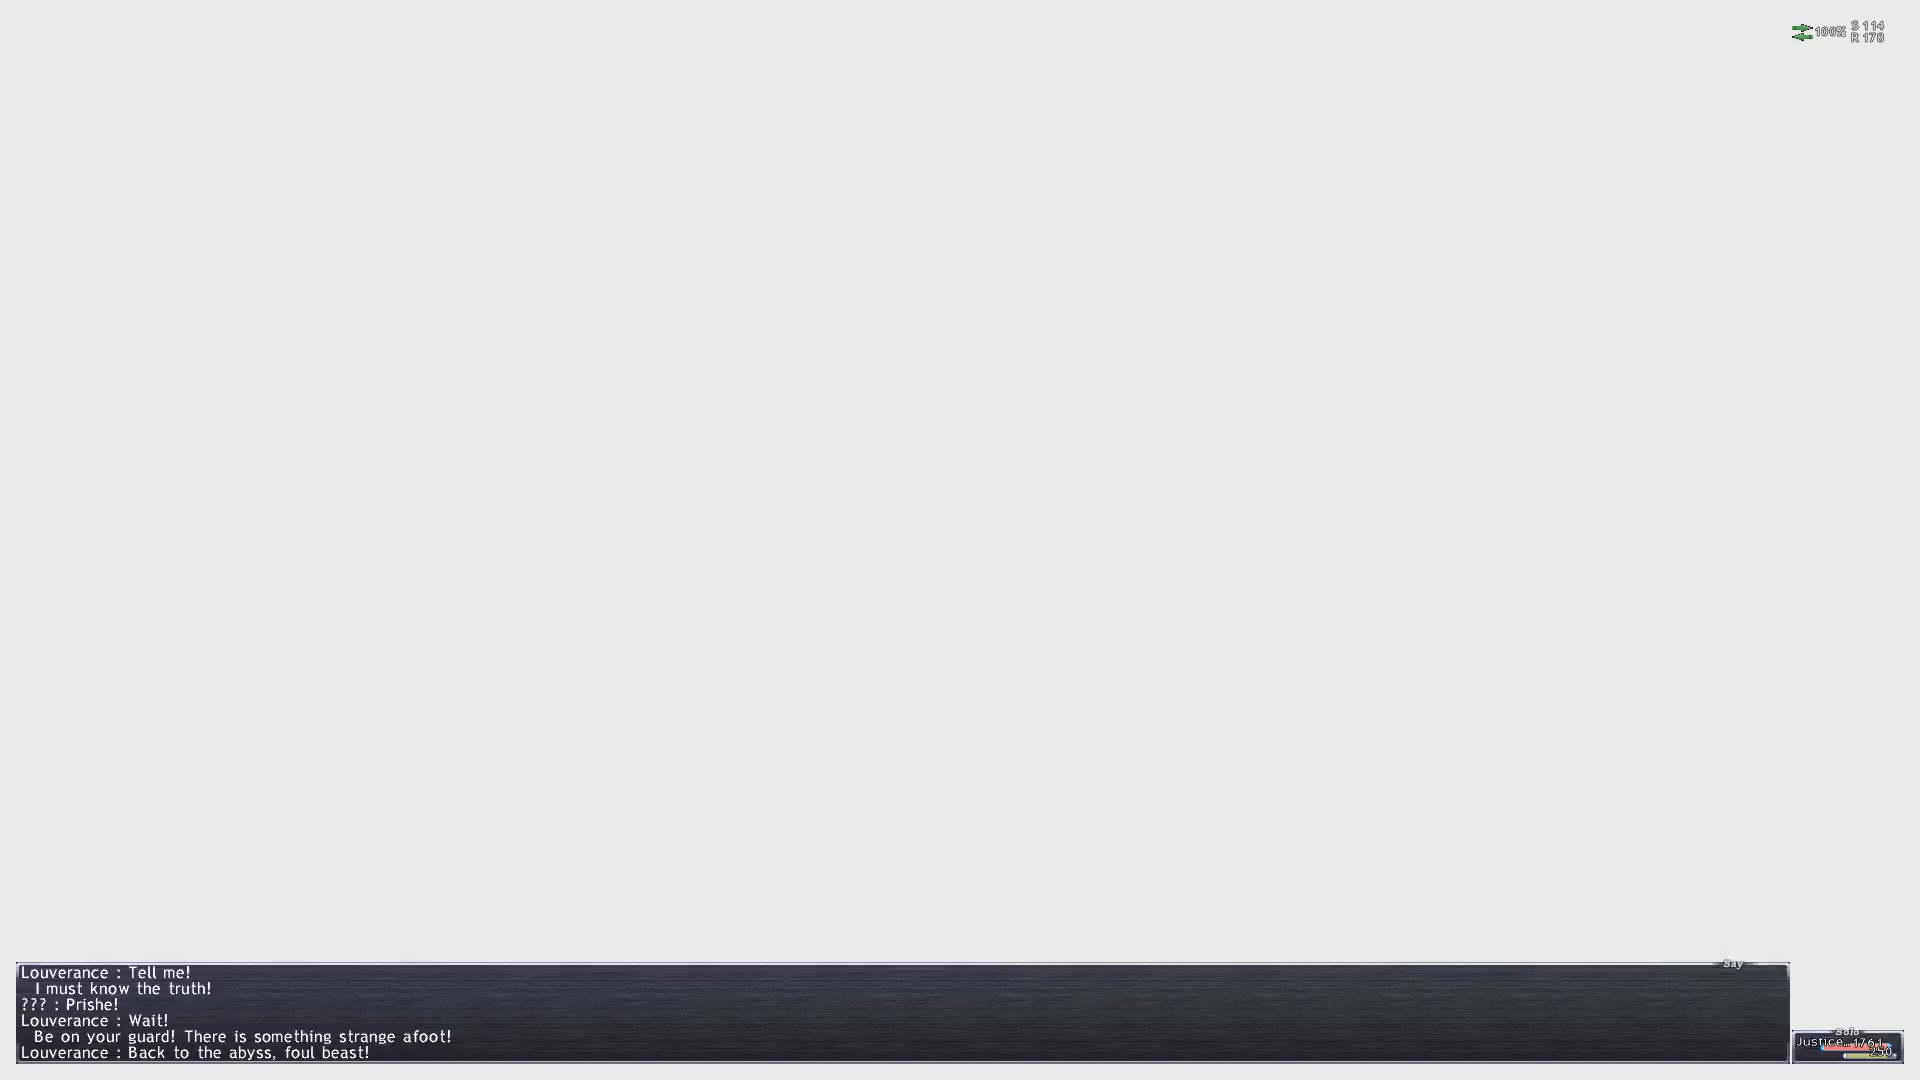 100% S 114
R 178
Say
Louverance : Tell me!
I must know the truth!
??? : Prishe!
Louverance : Wait!
Be on your guard! There is something strange afoot!
Louverance : Back to the abyss, foul beast!
Solo
Justice… 1761
250